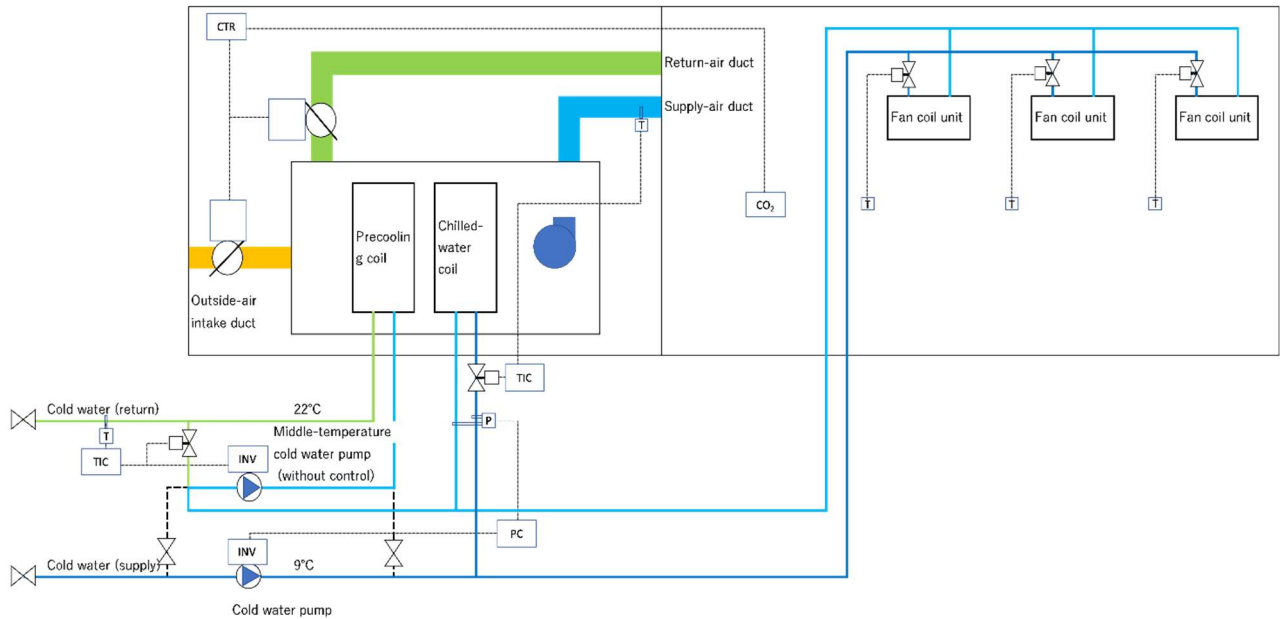 CTR
Return-air duct
Supply-air duct
T
Fan coil unit
Fan coil unit
Fan coil unit
CO₂
T
T
T
Precoolin
g coil
Chilled-
water
coil
Outside-air
intake duct
TIC
Cold water (return)
22°C
P
T
Middle-temperature
cold water pump
(without control)
TIC
INV
PC
INV
Cold water (supply)
9°C
Cold water pump